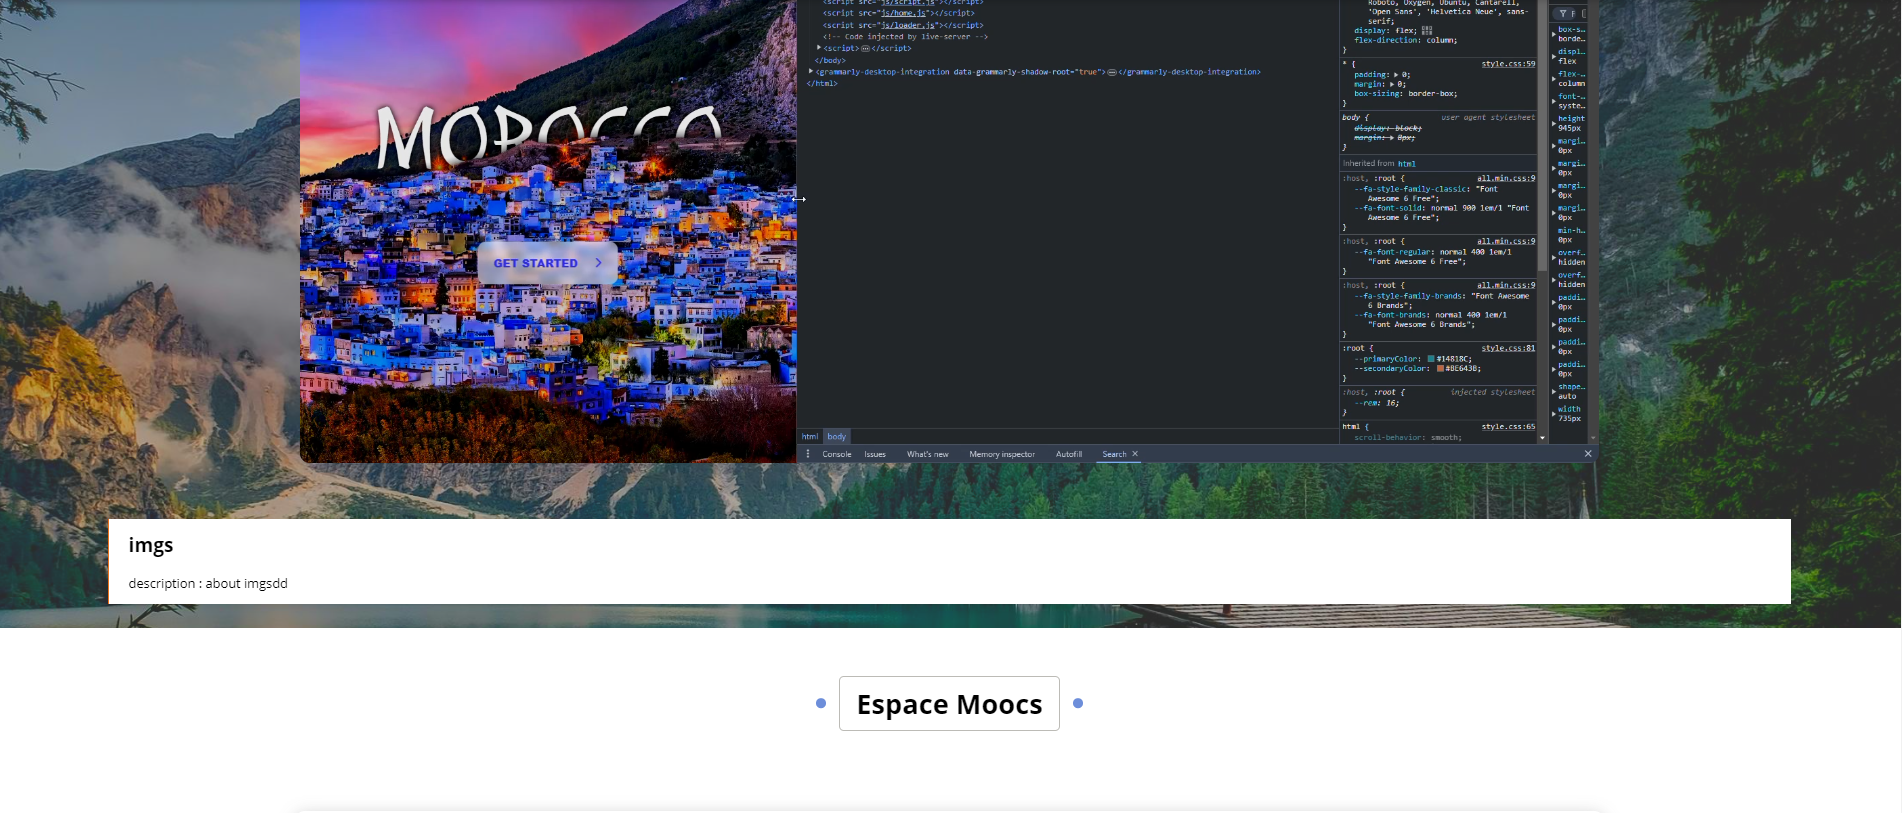 <script src="js/script.js"></script>
<script src="js/home.js"></script>
<script src="js/loader.js"></script>
<!-- Code injected by live-server -->
<script></script>
</body>
<grammarly-desktop-integration data-grammarly-shadow-root="true"></grammarly-desktop-integration>
</html>
MOROCCO
GET STARTED
html body
Console Issues What's new Memory inspector Autofill Search
Roboto, Oxygen, Ubuntu, Cantarell,
'Open Sans', 'Helvetica Neue', sans-
serif;
display: flex;
flex-direction: column;
}
* { style.css:59
padding: 0;
margin: 0;
box-sizing: border-box;
}
body { user agent stylesheet
display: block;
margin: 8px;
}
Inherited from html
:host, :root { all.min.css:9
--fa-style-family-classic: "Font
Awesome 6 Free";
--fa-font-solid: normal 900 1em/1 "Font
Awesome 6 Free";
}
:host, :root { all.min.css:9
--fa-font-regular: normal 400 1em/1
"Font Awesome 6 Free";
}
:host, :root { all.min.css:9
--fa-style-family-brands: "Font Awesome
6 Brands";
--fa-font-brands: normal 400 1em/1
"Font Awesome 6 Brands";
}
:root { style.css:81
--primaryColor: #14818C;
--secondaryColor: #BE643B;
}
:host, :root { injected stylesheet
--rem: 16;
}
html { style.css:65
scroll-behavior: smooth;
box-s…
borde…
displ…
flex
flex-…
column
font-…
syste…
height
945px
margi…
0px
margi…
0px
margi…
0px
margi…
0px
min-h…
0px
overf…
hidden
overf…
hidden
paddi…
0px
paddi…
0px
paddi…
0px
paddi…
0px
shape…
auto
width
735px
imgs
description : about imgsdd
Espace Moocs